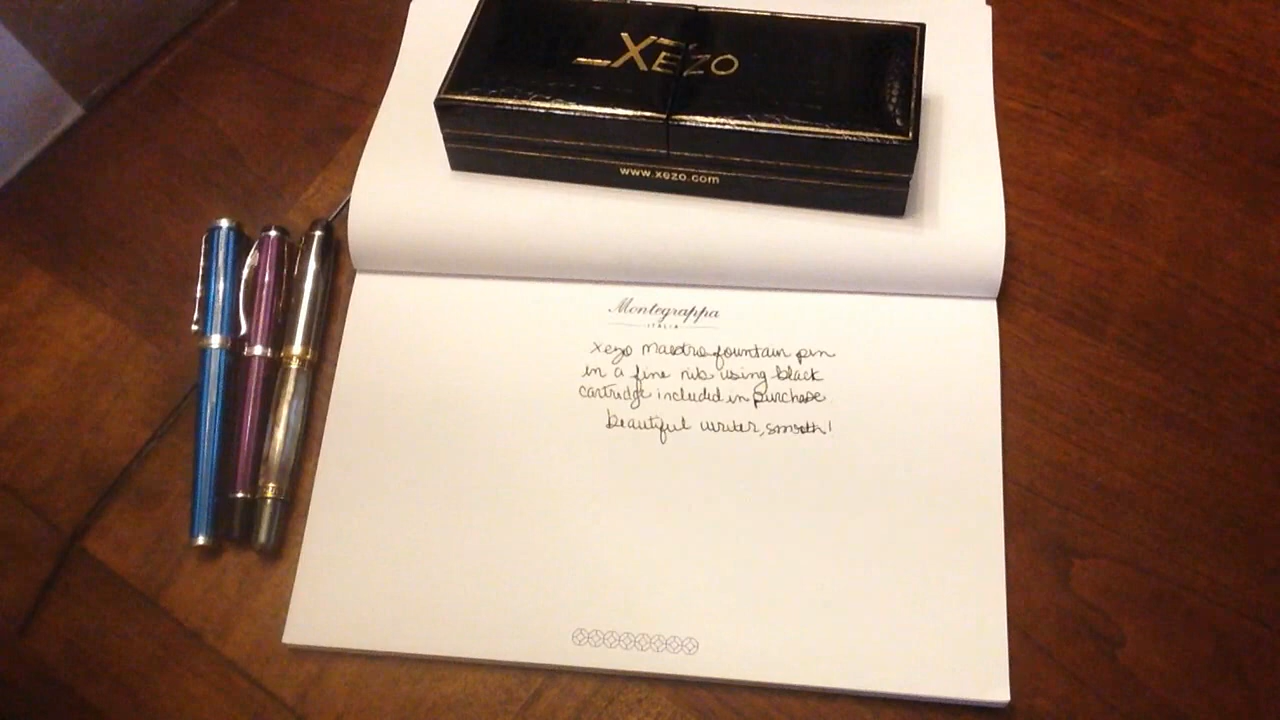 XEZO
www.xezo.com
Montegrappa
ITALIA
xezo maestro fountain pen
in a fine nib using black
cartridge included in purchase
beautiful writer, smooth!